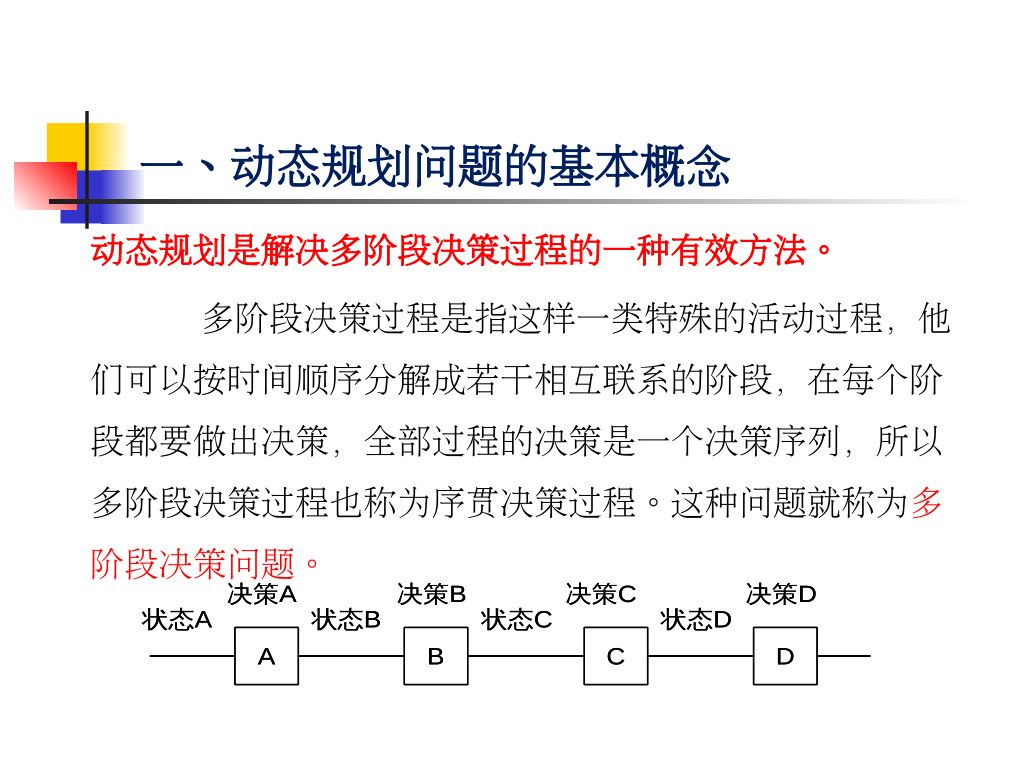 一、动态规划问题的基本概念
动态规划是解决多阶段决策过程的一种有效方法。
多阶段决策过程是指这样一类特殊的活动过程，他
们可以按时间顺序分解成若干相互联系的阶段，在每个阶
段都要做出决策，全部过程的决策是一个决策序列，所以
多阶段决策过程也称为序贯决策过程。这种问题就称为多
阶段决策问题。
决策A 决策B 决策C 决策D
状态A 状态B 状态C 状态D
A B C D